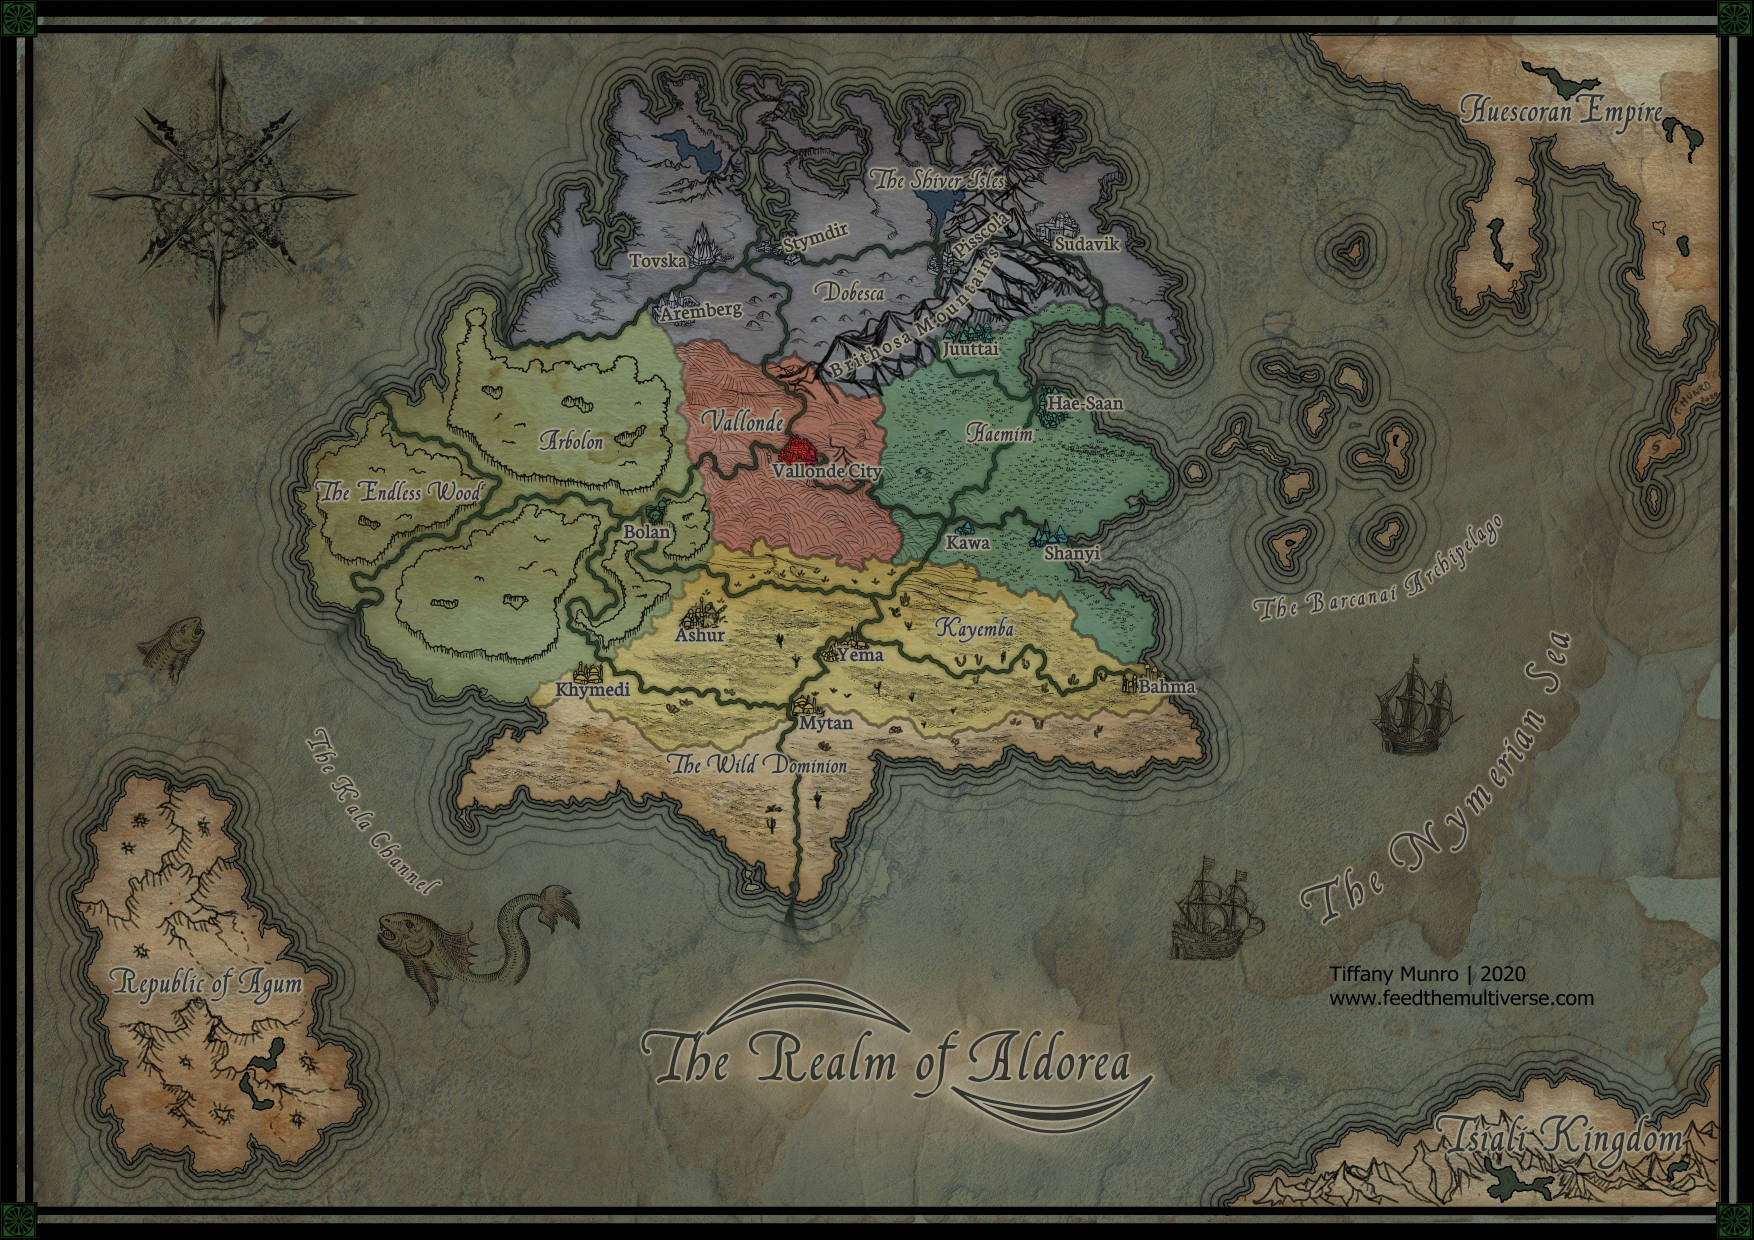 Huescoran Empire
The Shiver Isles
Stymdir
Pisscola
Sudavik
Tovska
Dobesca
Aremberg
Brithosa Mountains
Juuttai
Hae-Saan
Vallonde
Arbolon
Haemim
Vallonde City
The Endless Wood
Bolan
Kawa
Shanyi
The Barcanai Archipelago
Ashur
Kayemba
Yema
Khymedi
Bahma
Mytan
The Wild Dominion
The Kala Channel
The Nymerian Sea
Republic of Agum
Tiffany Munro | 2020
www.feedthemultiverse.com
The Realm of Aldorea
Tsiali Kingdom
T. MUNRO